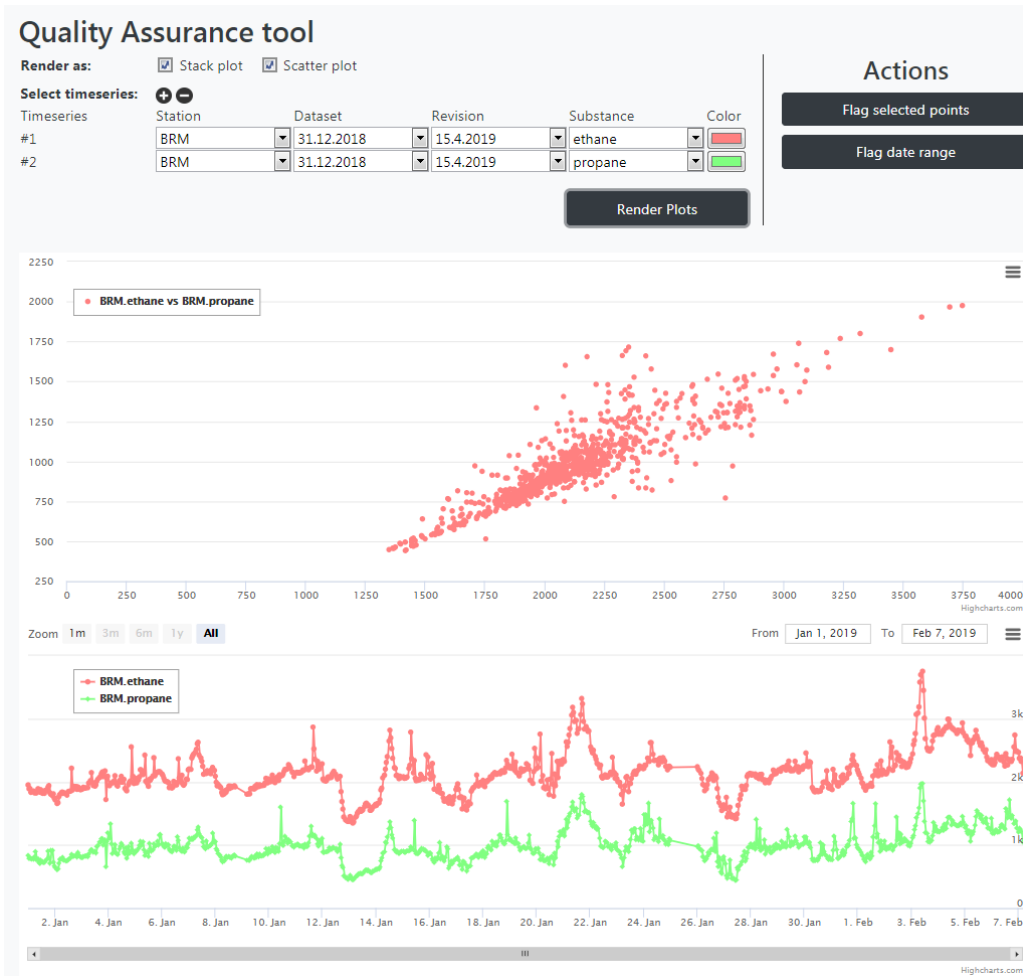 Quality Assurance tool
Render as: Stack plot Scatter plot
Select timeseries:
Timeseries Station Dataset Revision Substance Color
#1 BRM 31.12.2018 15.4.2019 ethane
#2 BRM 31.12.2018 15.4.2019 propane
Render Plots
Actions
Flag selected points
Flag date range
2250
2000
1750
1500
1250
1000
750
500
250
BRM.ethane vs BRM.propane
0 250 500 750 1000 1250 1500 1750 2000 2250 2500 2750 3000 3250 3500 3750 4000
Highcharts.com
Zoom 1m 3m 6m 1y All From Jan 1, 2019 To Feb 7, 2019
BRM.ethane
BRM.propane
3k
2k
1k
0
2. Jan 4. Jan 6. Jan 8. Jan 10. Jan 12. Jan 14. Jan 16. Jan 18. Jan 20. Jan 22. Jan 24. Jan 26. Jan 28. Jan 30. Jan 1. Feb 3. Feb 5. Feb 7. Feb
Highcharts.com